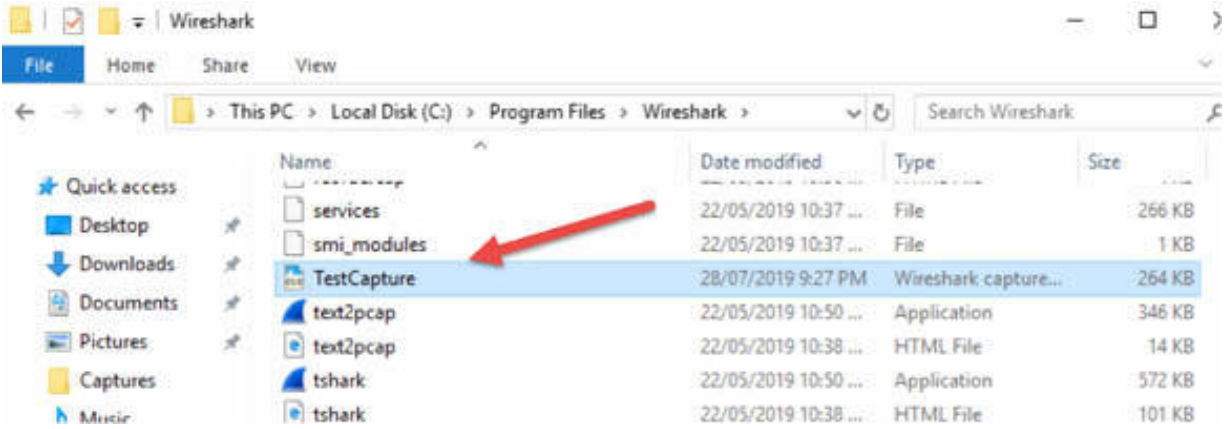 Wireshark
File Home Share View
This PC > Local Disk (C:) > Program Files > Wireshark > Search Wireshark
Name Date modified Type Size
Quick access
services 22/05/2019 10:37 ... File 266 KB
Desktop
smi_modules 22/05/2019 10:37 ... File 1 KB
Downloads
TestCapture 28/07/2019 9:27 PM Wireshark capture... 264 KB
Documents
text2pcap 22/05/2019 10:50 ... Application 346 KB
Pictures
text2pcap 22/05/2019 10:38 ... HTML File 14 KB
Captures
tshark 22/05/2019 10:50 ... Application 572 KB
Music
tshark 22/05/2019 10:38 ... HTML File 101 KB